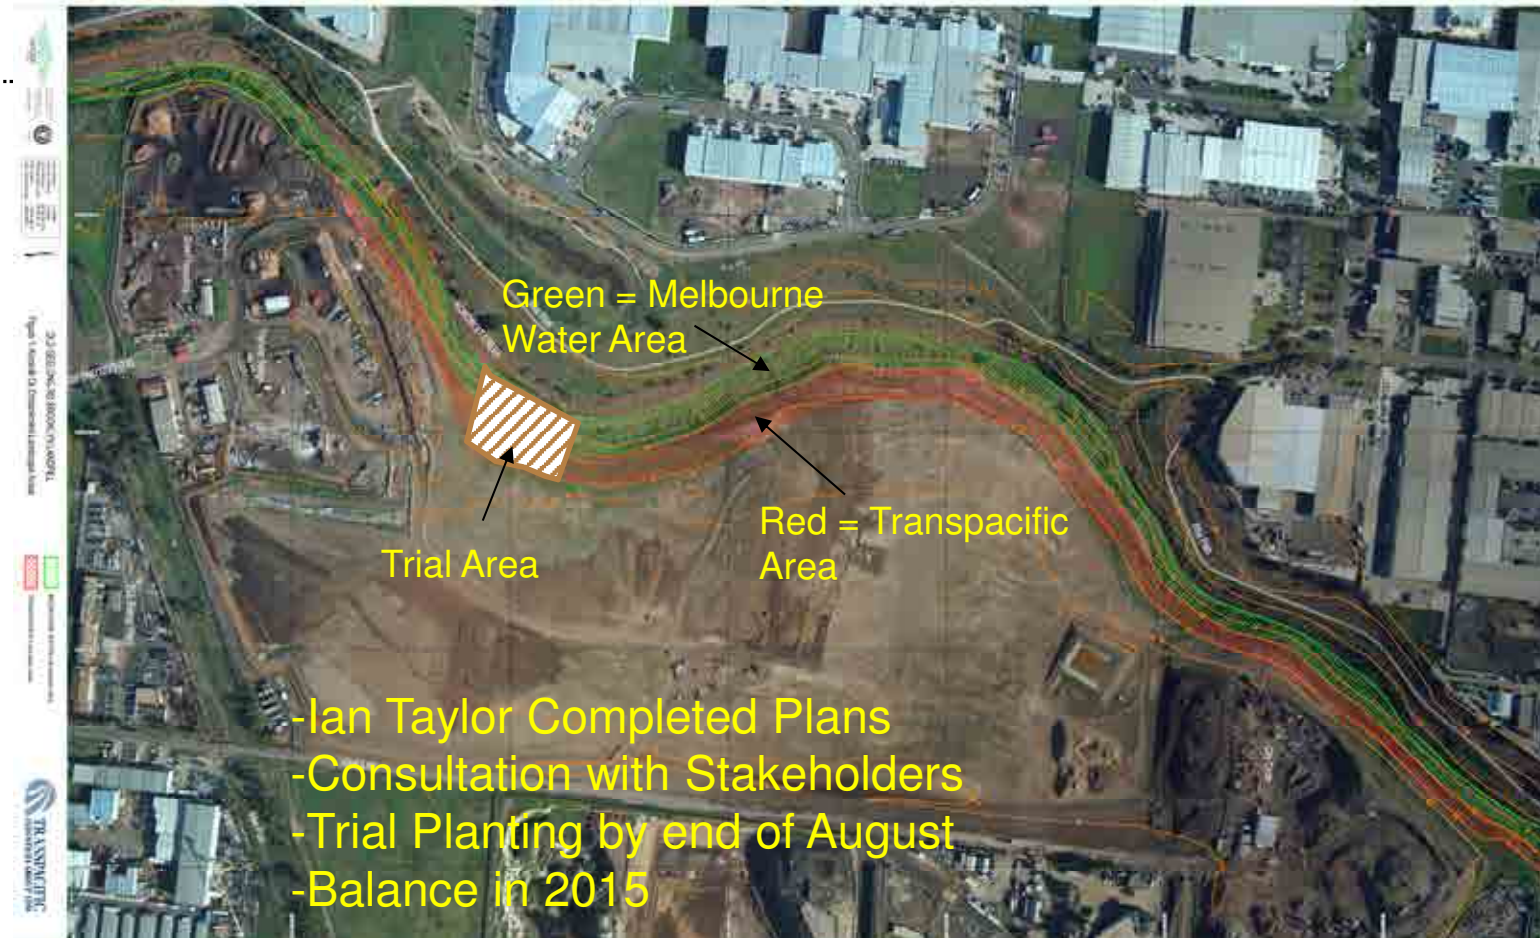 Green = Melbourne
Water Area
Red = Transpacific
Area
Trial Area
-Ian Taylor Completed Plans
-Consultation with Stakeholders
-Trial Planting by end of August
-Balance in 2015
TRANSPACIFIC